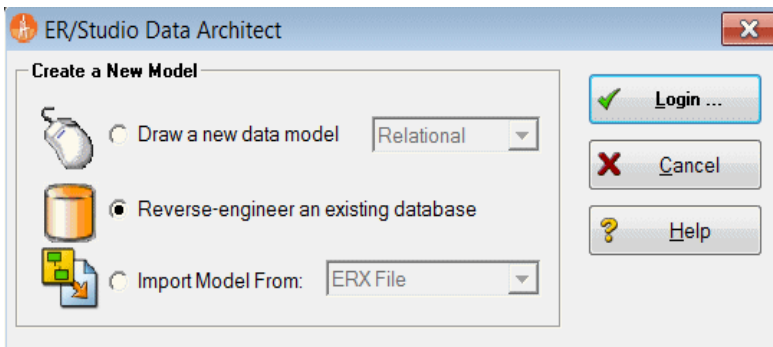 ER/Studio Data Architect
Create a New Model
Draw a new data model
Relational
Reverse-engineer an existing database
Import Model From:
ERX File
Login ...
Cancel
Help